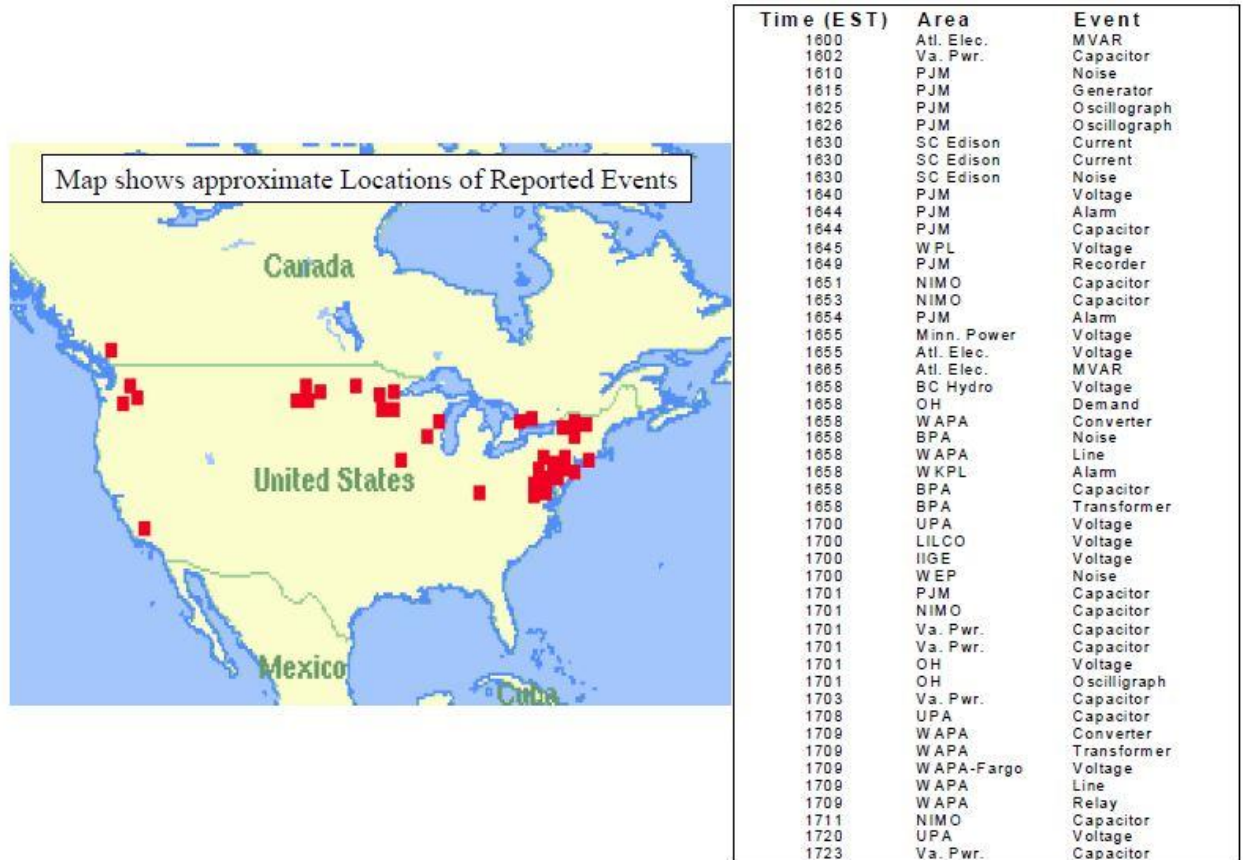 Map shows approximate Locations of Reported Events
Canada
United States
Mexico
Cuba
Time (EST) Area Event
1600 Atl. Elec. MVAR
1602 Va. Pwr. Capacitor
1610 PJM Noise
1615 PJM Generator
1625 PJM Oscillograph
1626 PJM Oscillograph
1630 SC Edison Current
1630 SC Edison Current
1630 SC Edison Noise
1640 PJM Voltage
1644 PJM Alarm
1644 PJM Capacitor
1645 WPL Voltage
1649 PJM Recorder
1651 NIMO Capacitor
1653 NIMO Capacitor
1654 PJM Alarm
1655 Minn. Power Voltage
1655 Atl. Elec. Voltage
1665 Atl. Elec. MVAR
1658 BC Hydro Voltage
1658 OH Demand
1658 WAPA Converter
1658 BPA Noise
1658 WAPA Line
1658 WKPL Alarm
1658 BPA Capacitor
1658 BPA Transformer
1700 UPA Voltage
1700 LILCO Voltage
1700 IIGE Voltage
1700 WEP Noise
1701 PJM Capacitor
1701 NIMO Capacitor
1701 Va. Pwr. Capacitor
1701 Va. Pwr. Capacitor
1701 OH Voltage
1701 OH Oscilligraph
1703 Va. Pwr. Capacitor
1708 UPA Capacitor
1709 WAPA Converter
1709 WAPA Transformer
1709 WAPA-Fargo Voltage
1709 WAPA Line
1709 WAPA Relay
1711 NIMO Capacitor
1720 UPA Voltage
1723 Va. Pwr. Capacitor